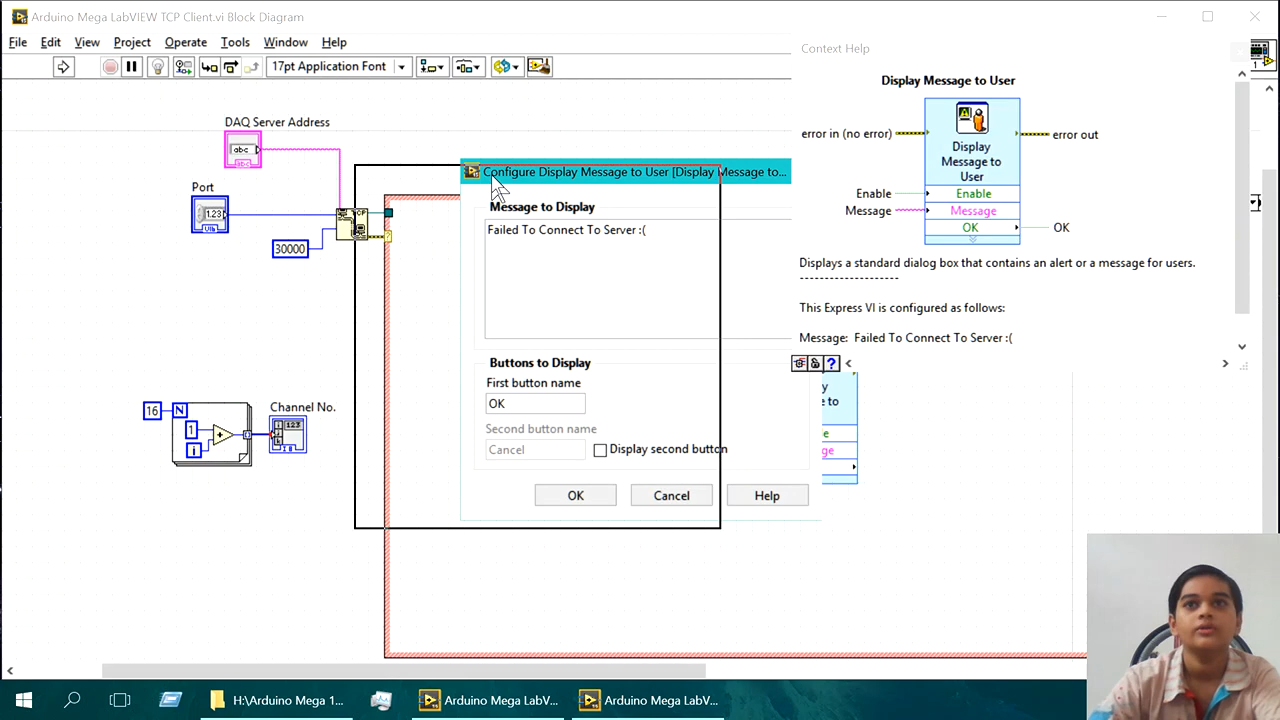 Arduino Mega LabVIEW TCP Client.vi Block Diagram
File Edit View Project Operate Tools Window Help
17pt Application Font
DAQ Server Address
abc
Port
1.23
30000
16
N
1
i
Channel No.
123
Configure Display Message to User [Display Message to...
Message to Display
Failed To Connect To Server :(
Buttons to Display
First button name
OK
Second button name
Cancel
Display second button
OK
Cancel
Help
Context Help
Display Message to User
error in (no error)
error out
Display
Message to
User
Enable
Enable
Message
Message
OK
OK
Displays a standard dialog box that contains an alert or a message for users.
--------------------
This Express VI is configured as follows:
Message: Failed To Connect To Server :(
H:\Arduino Mega 1...
Arduino Mega LabV...
Arduino Mega LabV...